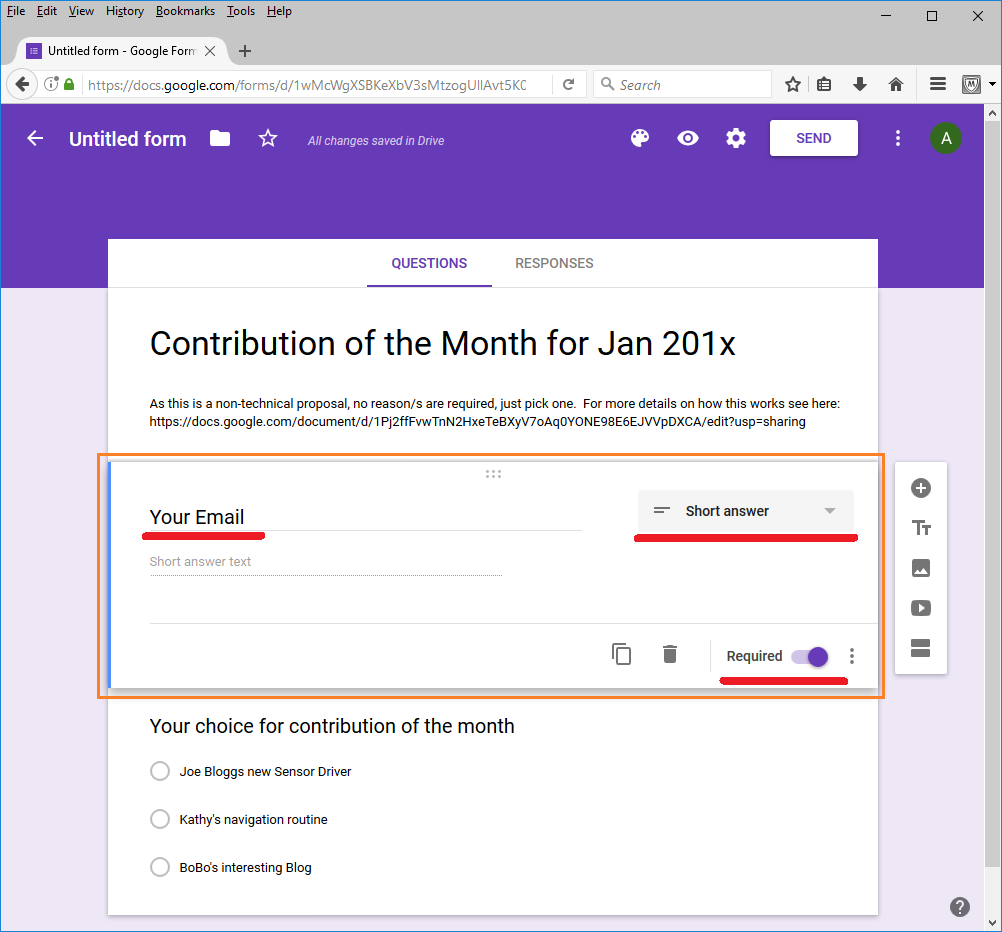 File Edit View History Bookmarks Tools Help
Untitled form - Google Form
https://docs.google.com/forms/d/1wMcWgXSBKeXbV3sMtzogUllAvt5KC
Search
Untitled form
All changes saved in Drive
SEND
A
QUESTIONS RESPONSES
Contribution of the Month for Jan 201x
As this is a non-technical proposal, no reason/s are required, just pick one. For more details on how this works see here:
https://docs.google.com/document/d/1Pj2ffFvwTnN2HxeTeBXyV7oAq0YONE98E6EJVVpDXCA/edit?usp=sharing
Your Email
Short answer
Short answer text
Required
Your choice for contribution of the month
Joe Bloggs new Sensor Driver
Kathy's navigation routine
BoBo's interesting Blog